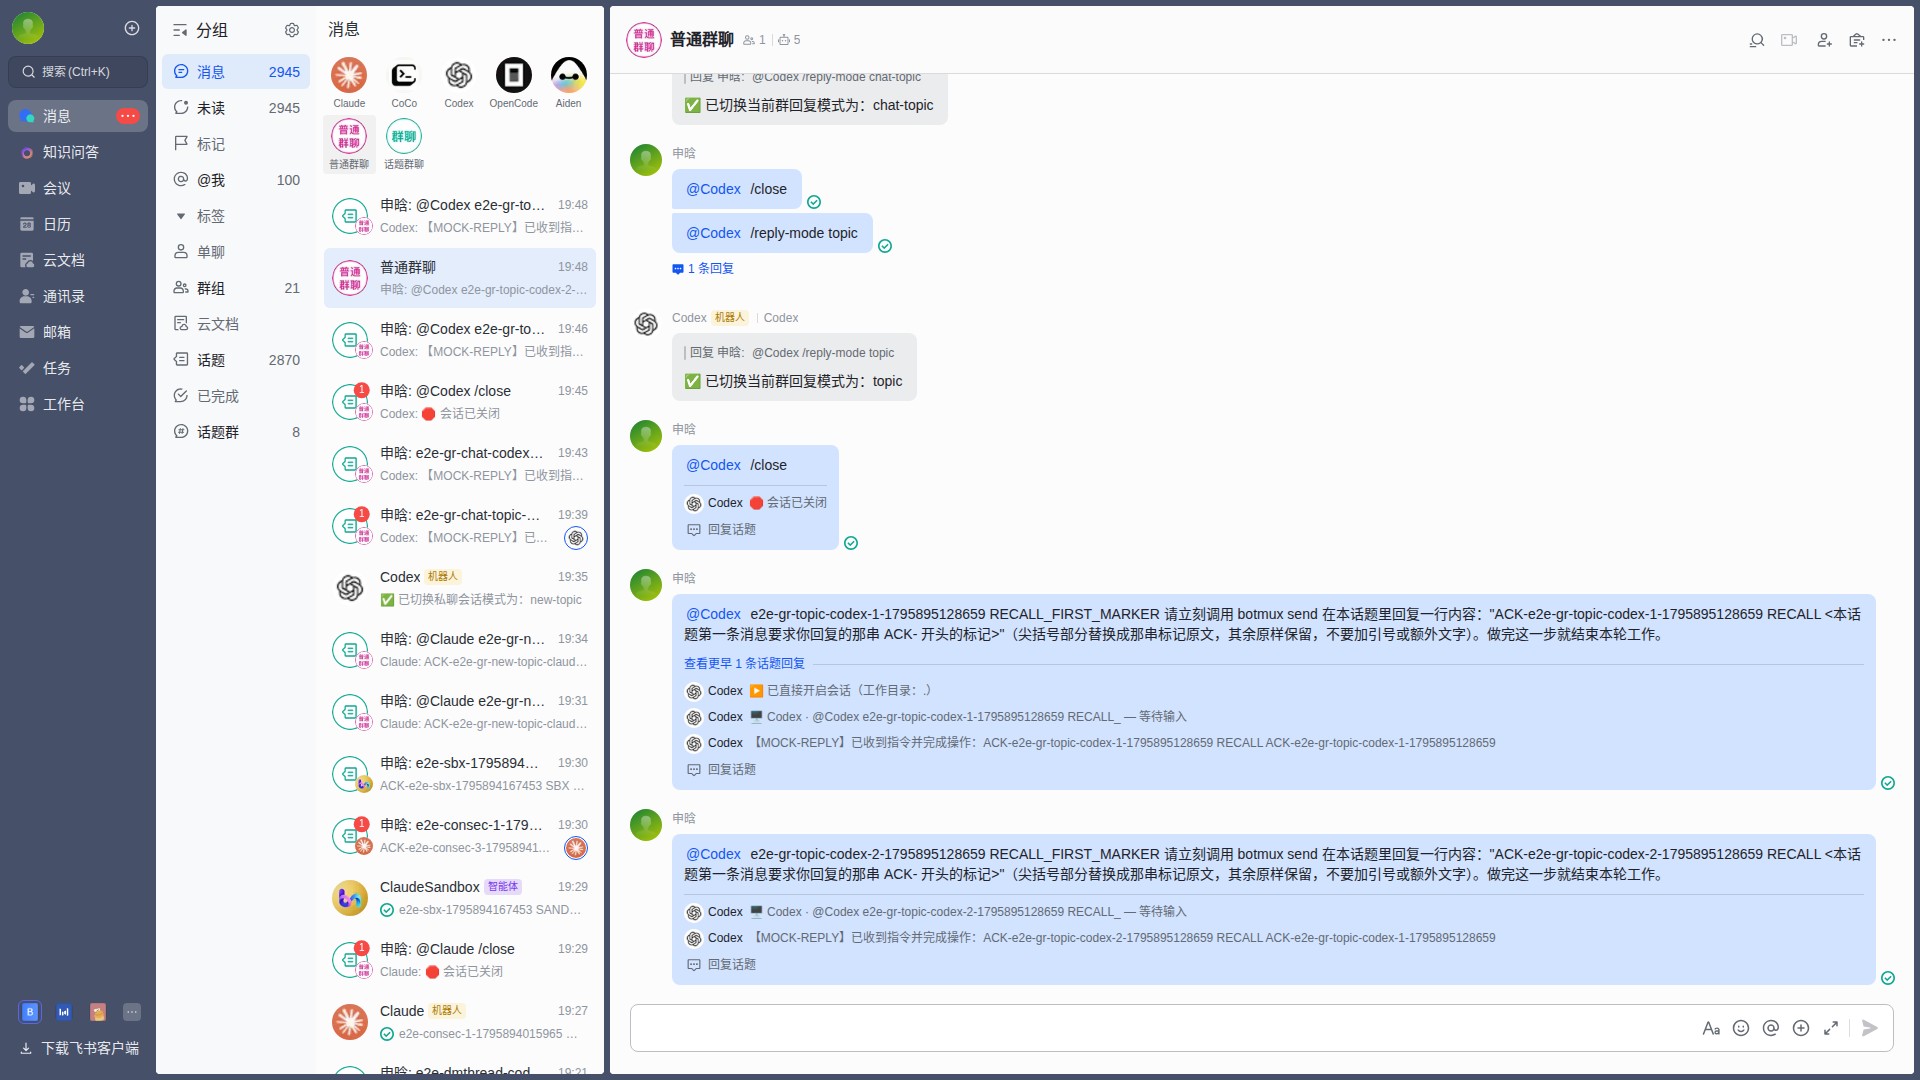 搜索 (Ctrl+K)
消息
知识问答
会议
日历
云文档
通讯录
邮箱
任务
工作台
下载飞书客户端
分组
消息 2945
未读 2945
标记
@我 100
标签
单聊
群组 21
云文档
话题 2870
已完成
话题群 8
消息
Claude
CoCo
Codex
OpenCode
Aiden
普通群聊
普通群聊
群聊
话题群聊
申晗: @Codex e2e-gr-to… 19:48
Codex: 【MOCK-REPLY】已收到指…
普通群聊 19:48
申晗: @Codex e2e-gr-topic-codex-2-…
申晗: @Codex e2e-gr-to… 19:46
Codex: 【MOCK-REPLY】已收到指…
1
申晗: @Codex /close 19:45
Codex: 🛑 会话已关闭
申晗: e2e-gr-chat-codex… 19:43
Codex: 【MOCK-REPLY】已收到指…
1
申晗: e2e-gr-chat-topic-… 19:39
Codex: 【MOCK-REPLY】已…
Codex 机器人 19:35
✅ 已切换私聊会话模式为：new-topic
申晗: @Claude e2e-gr-n… 19:34
Claude: ACK-e2e-gr-new-topic-claud…
申晗: @Claude e2e-gr-n… 19:31
Claude: ACK-e2e-gr-new-topic-claud…
申晗: e2e-sbx-1795894… 19:30
ACK-e2e-sbx-1795894167453 SBX …
1
申晗: e2e-consec-1-179… 19:30
ACK-e2e-consec-3-17958941…
ClaudeSandbox 智能体 19:29
e2e-sbx-1795894167453 SAND…
1
申晗: @Claude /close 19:29
Claude: 🛑 会话已关闭
Claude 机器人 19:27
e2e-consec-1-1795894015965 …
申晗: e2e-dmthread-cod 19:21
普通群聊
普通群聊 1 5
回复 申晗：@Codex /reply-mode chat-topic
✅ 已切换当前群回复模式为：chat-topic
申晗
@Codex /close
@Codex /reply-mode topic
1 条回复
Codex 机器人 Codex
回复 申晗：@Codex /reply-mode topic
✅ 已切换当前群回复模式为：topic
申晗
@Codex /close
Codex 🛑 会话已关闭
回复话题
申晗
@Codex e2e-gr-topic-codex-1-1795895128659 RECALL_FIRST_MARKER 请立刻调用 botmux send 在本话题里回复一行内容："ACK-e2e-gr-topic-codex-1-1795895128659 RECALL <本话
题第一条消息要求你回复的那串 ACK- 开头的标记>"（尖括号部分替换成那串标记原文，其余原样保留，不要加引号或额外文字）。做完这一步就结束本轮工作。
查看更早 1 条话题回复
Codex ▶️ 已直接开启会话（工作目录：.）
Codex 🖥️ Codex · @Codex e2e-gr-topic-codex-1-1795895128659 RECALL_ — 等待输入
Codex 【MOCK-REPLY】已收到指令并完成操作：ACK-e2e-gr-topic-codex-1-1795895128659 RECALL ACK-e2e-gr-topic-codex-1-1795895128659
回复话题
申晗
@Codex e2e-gr-topic-codex-2-1795895128659 RECALL_FIRST_MARKER 请立刻调用 botmux send 在本话题里回复一行内容："ACK-e2e-gr-topic-codex-2-1795895128659 RECALL <本话
题第一条消息要求你回复的那串 ACK- 开头的标记>"（尖括号部分替换成那串标记原文，其余原样保留，不要加引号或额外文字）。做完这一步就结束本轮工作。
Codex 🖥️ Codex · @Codex e2e-gr-topic-codex-2-1795895128659 RECALL_ — 等待输入
Codex 【MOCK-REPLY】已收到指令并完成操作：ACK-e2e-gr-topic-codex-2-1795895128659 RECALL ACK-e2e-gr-topic-codex-1-1795895128659
回复话题
Aa